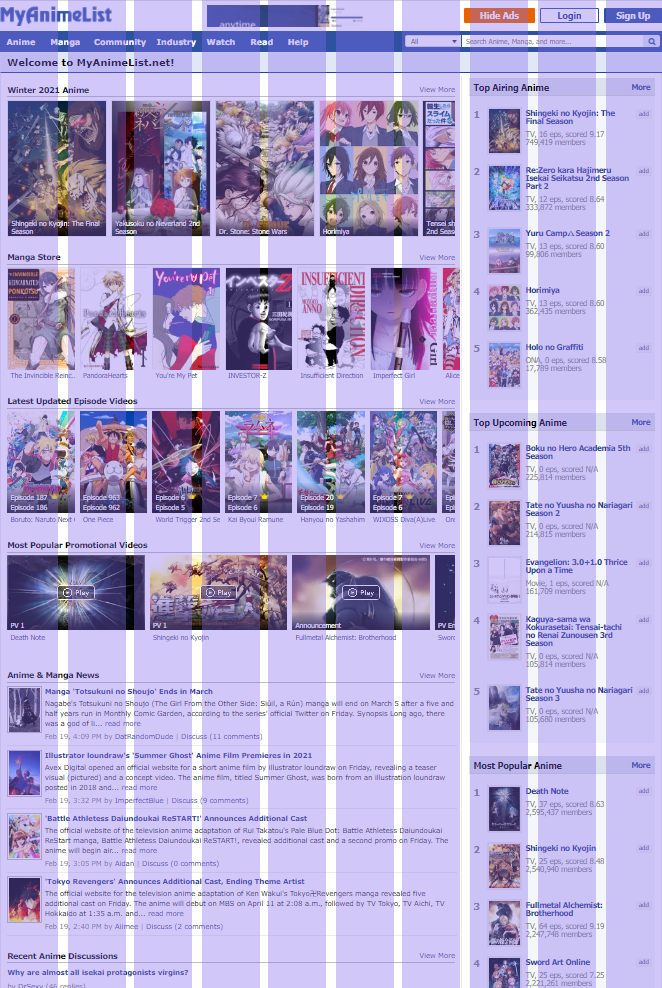 MyAnimeList
anytime
Hide Ads
Login
Sign Up
Anime Manga Community Industry Watch Read Help
All
Search Anime, Manga, and more...
Welcome to MyAnimeList.net!
Winter 2021 Anime
View More
Shingeki no Kyojin: The Final Season
Yakusoku no Neverland 2nd Season
Dr. Stone: Stone Wars
Horimiya
Tensei sh
2nd Seas
Manga Store
View More
The Invincible Reinc...
PandoraHearts
You're My Pet
INVESTOR-Z
Insufficient Direction
Imperfect Girl
Alice
Latest Updated Episode Videos
View More
Episode 187
Episode 186
Episode 963
Episode 962
Episode 6
Episode 5
Episode 7
Episode 6
Episode 20
Episode 19
Episode 7
Episode 6
Boruto: Naruto Next
One Piece
World Trigger 2nd Se
Kai Byoui Ramune
Hanyou no Yashahim
WIXOSS Diva(A)Live
Most Popular Promotional Videos
View More
Play
PV 1
Play
PV 1
Play
Announcement
PV En
Death Note
Shingeki no Kyojin
Fullmetal Alchemist: Brotherhood
Sword
Anime & Manga News
View More
Manga 'Totsukuni no Shoujo' Ends in March
Nagabe's Totsukuni no Shoujo (The Girl From the Other Side: Siúil, a Rún) manga will end on March 5 after a five and
half years run in Monthly Comic Garden, according to the series' official Twitter on Friday. Synopsis Long ago, there
was a god of li... read more
Feb 19, 4:09 PM by DatRandomDude | Discuss (11 comments)
Illustrator loundraw's 'Summer Ghost' Anime Film Premieres in 2021
Avex Digital opened an official website for a short anime film by illustrator loundraw on Friday, revealing a teaser
visual (pictured) and a concept video. The anime film, titled Summer Ghost, was born from an illustration loundraw
posted in 2018 and... read more
Feb 19, 3:32 PM by ImperfectBlue | Discuss (9 comments)
'Battle Athletess Daiundoukai ReSTART!' Announces Additional Cast
The official website of the television anime adaptation of Rui Takatou's Pale Blue Dot: Battle Athletess Daiundoukai
ReStart manga, Battle Athletess Daiundoukai ReSTART!, revealed additional cast and a second promo on Friday. The
anime will begin air... read more
Feb 19, 3:05 PM by Aidan | Discuss (0 comments)
'Tokyo Revengers' Announces Additional Cast, Ending Theme Artist
The official website for the television anime adaptation of Ken Wakui's Tokyo卍Revengers manga revealed five
additional cast on Friday. The anime will debut on MBS on April 11 at 2:08 a.m., followed by TV Tokyo, TV Aichi, TV
Hokkaido at 1:35 a.m. and... read more
Feb 19, 2:40 PM by Aiimee | Discuss (2 comments)
Recent Anime Discussions
View More
Why are almost all isekai protagonists virgins?
by DrSexy (46 replies)
Top Airing Anime
More
1
Shingeki no Kyojin: The Final Season
add
TV, 16 eps, scored 9.17
749,419 members
2
Re:Zero kara Hajimeru Isekai Seikatsu 2nd Season Part 2
add
TV, 12 eps, scored 8.64
333,872 members
3
Yuru Camp△ Season 2
add
TV, 13 eps, scored 8.60
99,806 members
4
Horimiya
add
TV, 13 eps, scored 8.60
362,435 members
5
Holo no Graffiti
add
ONA, 0 eps, scored 8.58
17,789 members
Top Upcoming Anime
More
1
Boku no Hero Academia 5th Season
add
TV, 0 eps, scored N/A
225,814 members
2
Tate no Yuusha no Nariagari Season 2
add
TV, 0 eps, scored N/A
214,815 members
3
Evangelion: 3.0+1.0 Thrice Upon a Time
add
Movie, 1 eps, scored N/A
161,709 members
4
Kaguya-sama wa Kokurasetai: Tensai-tachi no Renai Zunousen 3rd Season
add
TV, 0 eps, scored N/A
105,814 members
5
Tate no Yuusha no Nariagari Season 3
add
TV, 0 eps, scored N/A
105,680 members
Most Popular Anime
More
1
Death Note
add
TV, 37 eps, scored 8.63
2,595,437 members
2
Shingeki no Kyojin
add
TV, 25 eps, scored 8.48
2,540,940 members
3
Fullmetal Alchemist: Brotherhood
add
TV, 64 eps, scored 9.19
2,247,748 members
4
Sword Art Online
add
TV, 25 eps, scored 7.25
2,221,261 members